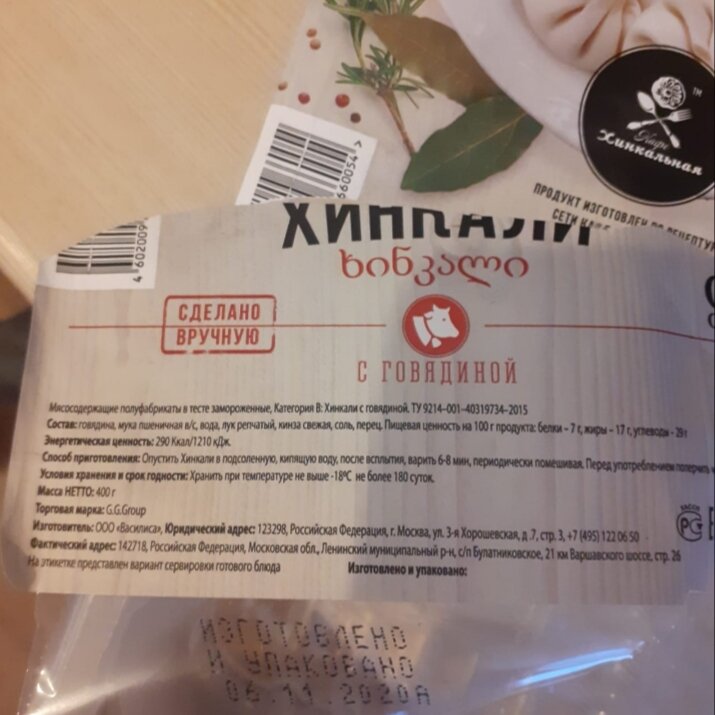 Кафе
Хинкальная
TM
660054 >
ПРОДУКТ ИЗГОТОВЛЕН
СЕТИ
ХИНКАЛИ
ხინკალი
4 602009
СДЕЛАНО
ВРУЧНУЮ
С ГОВЯДИНОЙ
Мясосодержащие полуфабрикаты в тесте замороженные, Категория В: Хинкали с говядиной. ТУ 9214-001-40319734-2015
Состав: говядина, мука пшеничная в/с, вода, лук репчатый, кинза свежая, соль, перец. Пищевая ценность на 100 г продукта: белки – 7 г, жиры – 17 г, углеводы - 29 г
Энергетическая ценность: 290 Ккал/1210 кДж.
Способ приготовления: Опустить Хинкали в подсоленную, кипящую воду, после всплытия, варить 6-8 мин, периодически помешивая. Перед употреблением поперчить
Условия хранения и срок годности: Хранить при температуре не выше -18°С не более 180 суток.
Масса НЕТТО: 400 г
Торговая марка: G.G.Group
Изготовитель: ООО «Василиса», Юридический адрес: 123298, Российская Федерация, г. Москва, ул. 3-я Хорошевская, д .7, стр. 3, +7 (495) 122 06 50
Фактический адрес: 142718, Российская Федерация, Московская обл., Ленинский муниципальный р-н, с/п Булатниковское, 21 км Варшавского шоссе, стр. 26
На этикетке представлен вариант сервировки готового блюда
Изготовлено и упаковано:
ИЗГОТОВЛЕНО
И УПАКОВАНО
06.11.2020А